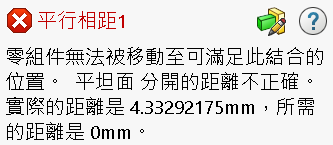 平行相距1
零組件無法被移動至可滿足此結合的
位置。 平坦面 分開的距離不正確。
實際的距離是 4.33292175mm，所需
的距離是 0mm。